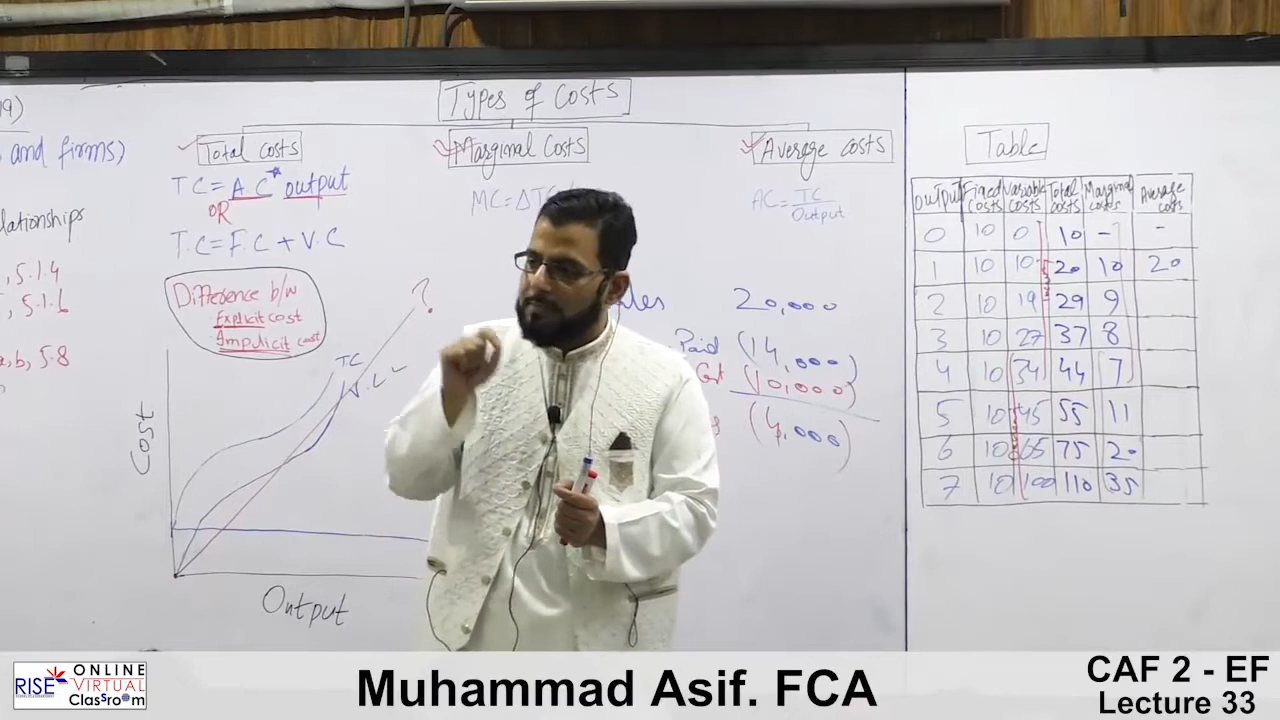 Types of Costs
19)
and firms)
lationships
, 5.1.4
, 5.1.6
a,b, 5.8
Total costs
TC = A.C* output
OR
T.C = F.C + V.C
Difference b/w
Explicit cost
Impilicit cost
?
TC
V.C
Cost
Output
Marginal Costs
MC = ΔTC
Average costs
AC = TC
Output
20,000
Paid (14,000)
Cost (10,000)
(4,000)
Table
Output Fixed Costs Variable Costs Total Costs Marginal costs Average costs
0 10 0 10 – –
1 10 10 20 10 20
2 10 19 29 9
3 10 27 37 8
4 10 34 44 7
5 10 45 55 11
6 10 65 75 20
7 10 100 110 35
RISE ONLINE
VIRTUAL
Classroom
Muhammad Asif. FCA
CAF 2 - EF
Lecture 33